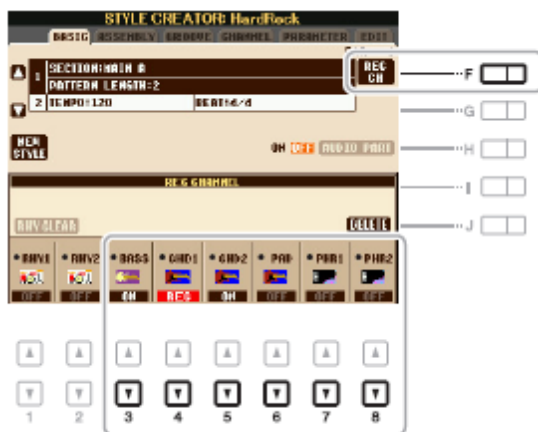 STYLE CREATOR: HardRock
BASIC ASSEMBLY GROOVE CHANNEL PARAMETER EDIT
1 SECTION:MAIN A
PATTERN LENGTH:2
REC CH
F
2 TEMPO:120 BEAT:4/4
G
NEW STYLE
ON OFF AUDIO PART
H
REC CHANNEL
I
RHY CLEAR
DELETE
J
RHY1 RHY2 BASS CHD1 CHD2 PAD PHR1 PHR2
OFF OFF ON REC ON OFF OFF OFF
1 2 3 4 5 6 7 8